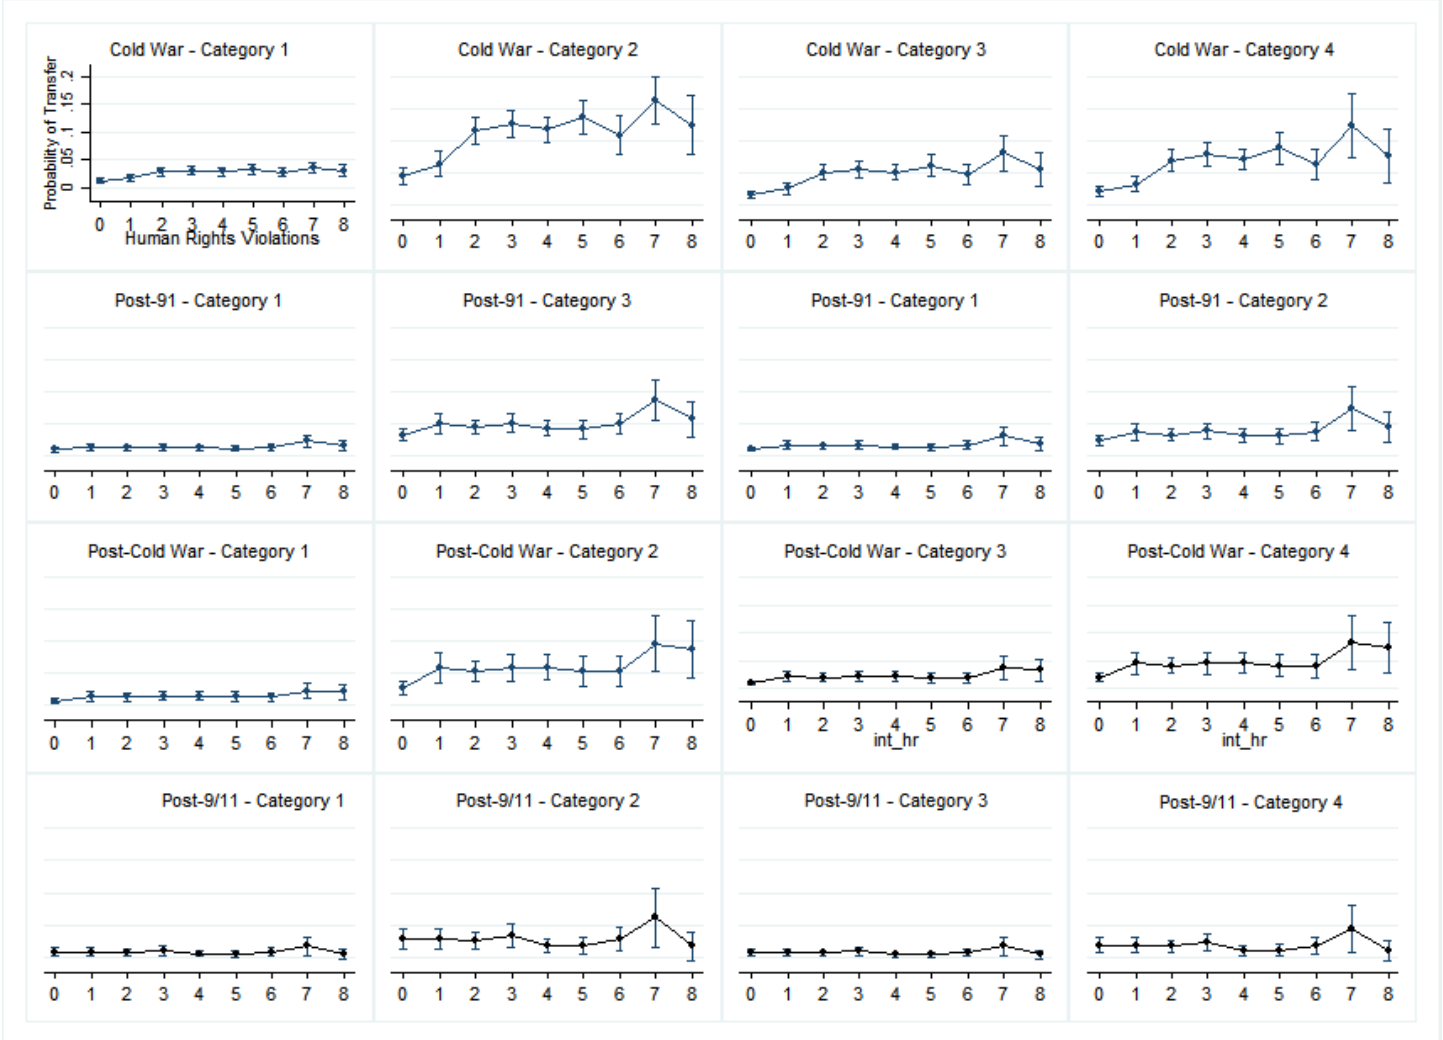 Cold War - Category 1
Cold War - Category 2
Cold War - Category 3
Cold War - Category 4
Probability of Transfer
.2
.15
.1
.05
0
0 1 2 3 4 5 6 7 8
Human Rights Violations
0 1 2 3 4 5 6 7 8
0 1 2 3 4 5 6 7 8
0 1 2 3 4 5 6 7 8
Post-91 - Category 1
Post-91 - Category 3
Post-91 - Category 1
Post-91 - Category 2
0 1 2 3 4 5 6 7 8
0 1 2 3 4 5 6 7 8
0 1 2 3 4 5 6 7 8
0 1 2 3 4 5 6 7 8
Post-Cold War - Category 1
Post-Cold War - Category 2
Post-Cold War - Category 3
Post-Cold War - Category 4
0 1 2 3 4 5 6 7 8
0 1 2 3 4 5 6 7 8
0 1 2 3 4 5 6 7 8
int_hr
0 1 2 3 4 5 6 7 8
int_hr
Post-9/11 - Category 1
Post-9/11 - Category 2
Post-9/11 - Category 3
Post-9/11 - Category 4
0 1 2 3 4 5 6 7 8
0 1 2 3 4 5 6 7 8
0 1 2 3 4 5 6 7 8
0 1 2 3 4 5 6 7 8